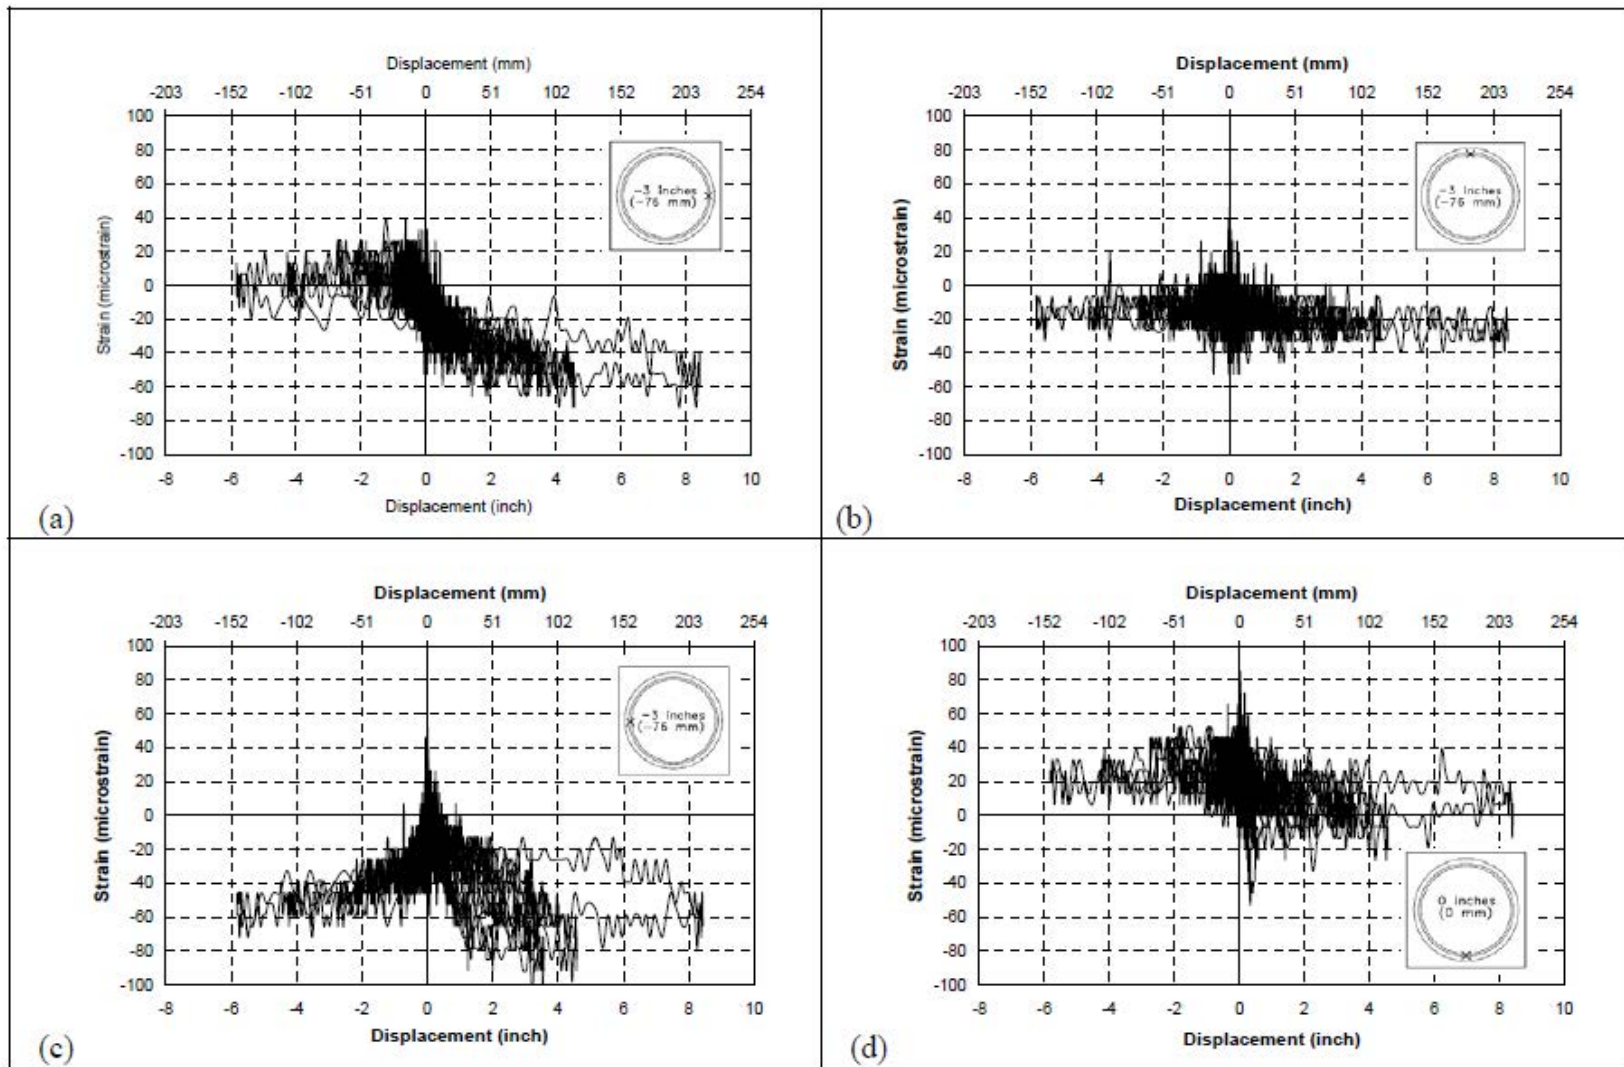 Displacement (mm)
-203 -152 -102 -51 0 51 102 152 203 254
100
80
60
40
20
0
-20
-40
-60
-80
-100
Strain (microstrain)
-3 inches
(-76 mm)
-8 -6 -4 -2 0 2 4 6 8 10
Displacement (inch)
(a)
Displacement (mm)
-203 -152 -102 -51 0 51 102 152 203 254
100
80
60
40
20
0
-20
-40
-60
-80
-100
Strain (microstrain)
-3 inches
(-76 mm)
-8 -6 -4 -2 0 2 4 6 8 10
Displacement (inch)
(b)
Displacement (mm)
-203 -152 -102 -51 0 51 102 152 203 254
100
80
60
40
20
0
-20
-40
-60
-80
-100
Strain (microstrain)
-3 inches
(-76 mm)
-8 -6 -4 -2 0 2 4 6 8 10
Displacement (inch)
(c)
Displacement (mm)
-203 -152 -102 -51 0 51 102 152 203 254
100
80
60
40
20
0
-20
-40
-60
-80
-100
Strain (microstrain)
0 inches
(0 mm)
-8 -6 -4 -2 0 2 4 6 8 10
Displacement (inch)
(d)